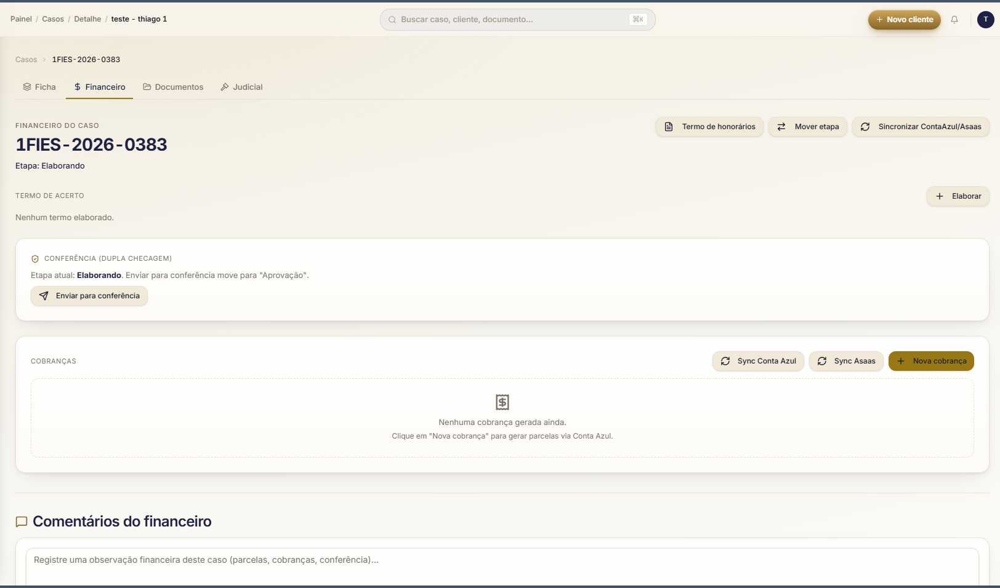 Painel / Casos / Detalhe / teste - thiago 1
Buscar caso, cliente, documento... ⌘K
+ Novo cliente
T
Casos > 1FIES-2026-0383
Ficha
Financeiro
Documentos
Judicial
FINANCEIRO DO CASO
Termo de honorários
Mover etapa
Sincronizar ContaAzul/Asaas
1FIES-2026-0383
Etapa: Elaborando
TERMO DE ACERTO
+ Elaborar
Nenhum termo elaborado.
CONFERÊNCIA (DUPLA CHECAGEM)
Etapa atual: Elaborando. Enviar para conferência move para "Aprovação".
Enviar para conferência
COBRANÇAS
Sync Conta Azul
Sync Asaas
+ Nova cobrança
Nenhuma cobrança gerada ainda.
Clique em "Nova cobrança" para gerar parcelas via Conta Azul.
Comentários do financeiro
Registre uma observação financeira deste caso (parcelas, cobranças, conferência)...